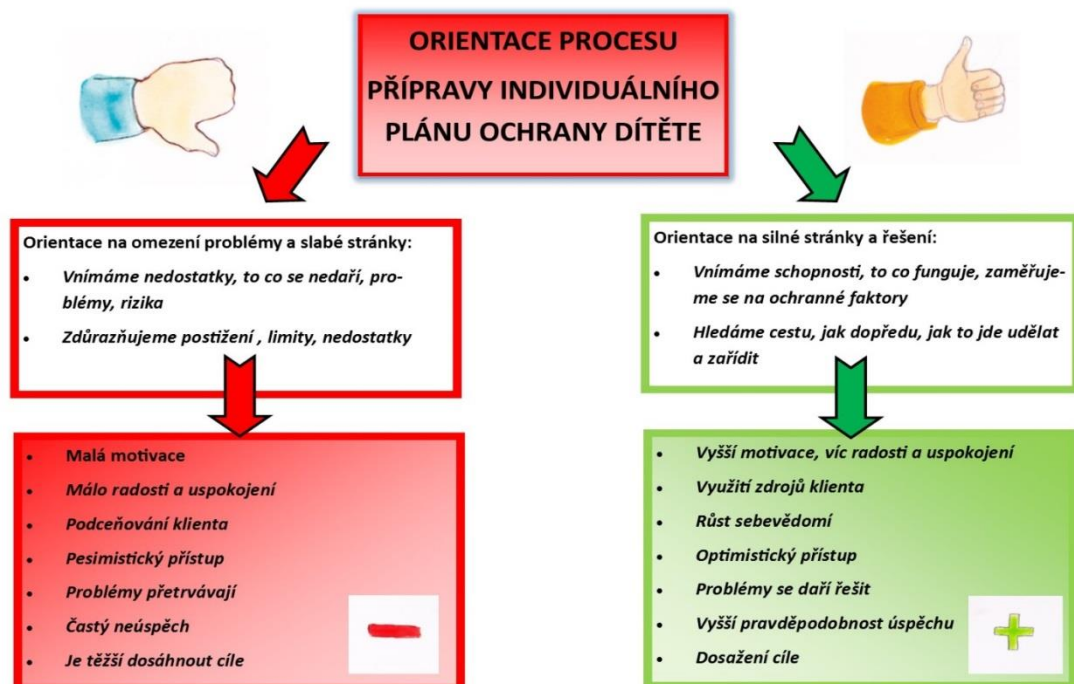 ORIENTACE PROCESU
PŘÍPRAVY INDIVIDUÁLNÍHO
PLÁNU OCHRANY DÍTĚTE
Orientace na omezení problémy a slabé stránky:
• Vnímáme nedostatky, to co se nedaří, pro-
blémy, rizika
• Zdůrazňujeme postižení , limity, nedostatky
• Malá motivace
• Málo radosti a uspokojení
• Podceňování klienta
• Pesimistický přístup
• Problémy přetrvávají
• Častý neúspěch
• Je těžší dosáhnout cíle
Orientace na silné stránky a řešení:
• Vnímáme schopnosti, to co funguje, zaměřuje-
me se na ochranné faktory
• Hledáme cestu, jak dopředu, jak to jde udělat
a zařídit
• Vyšší motivace, víc radosti a uspokojení
• Využití zdrojů klienta
• Růst sebevědomí
• Optimistický přístup
• Problémy se daří řešit
• Vyšší pravděpodobnost úspěchu
• Dosažení cíle